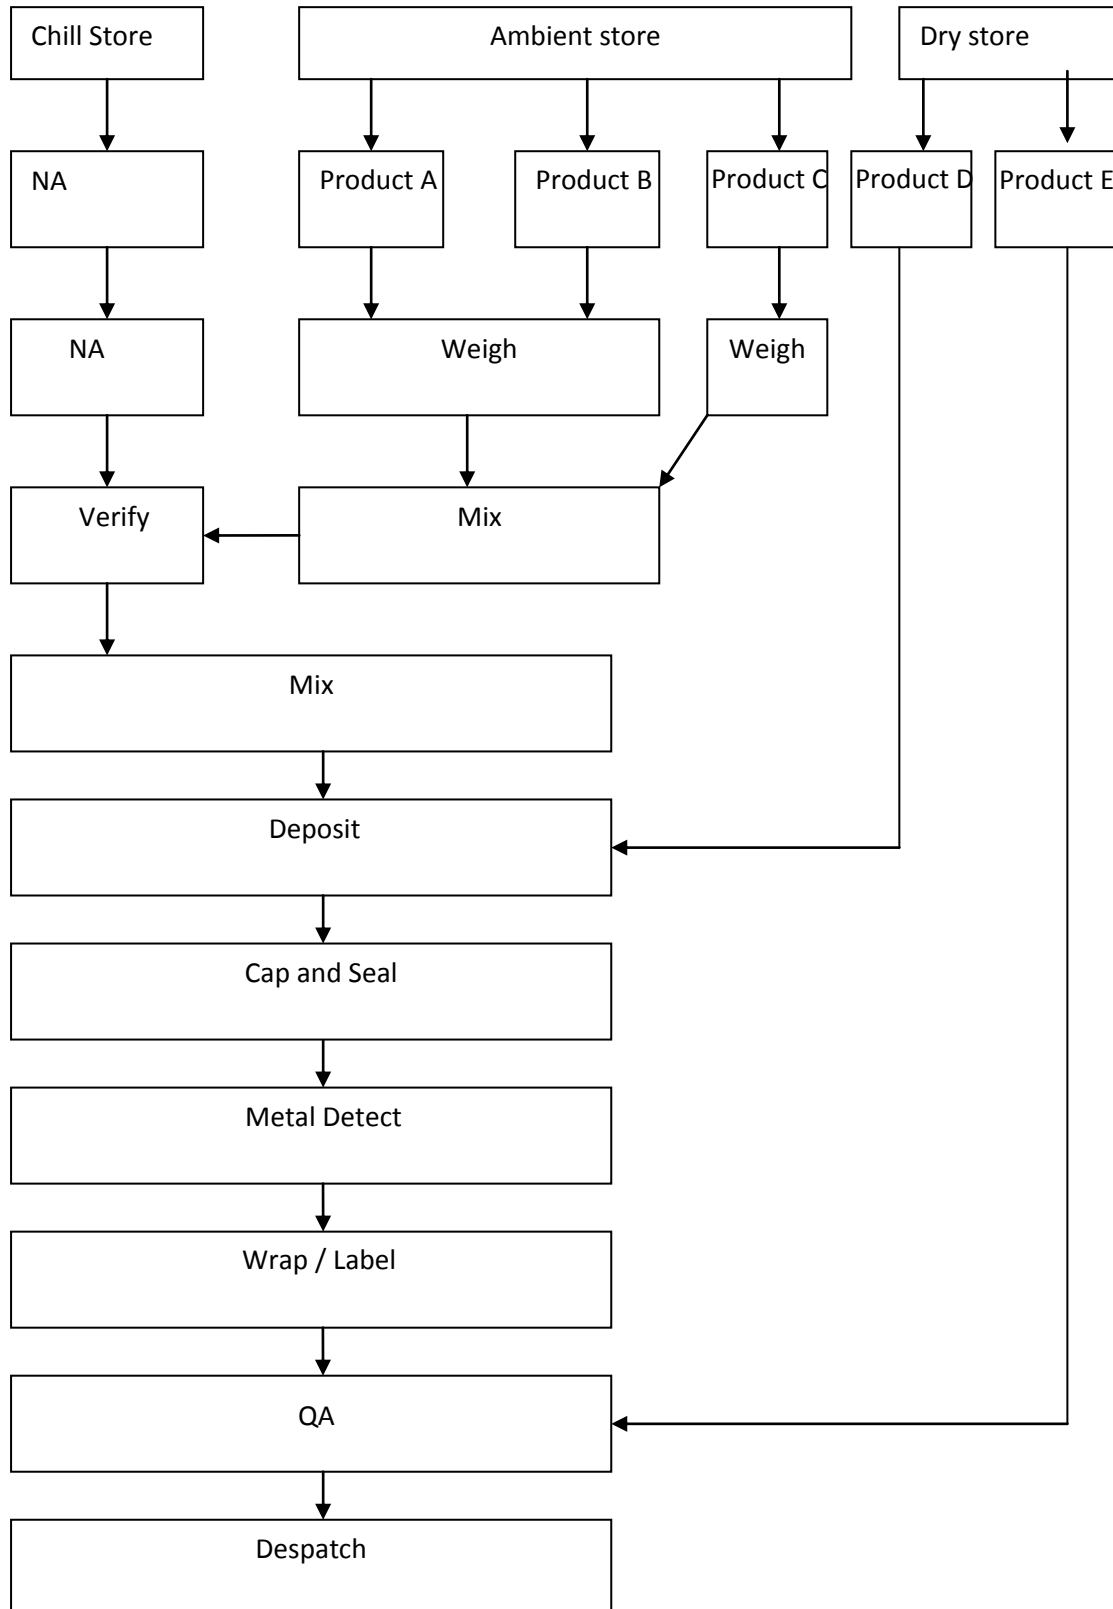 Chill Store
Ambient store
Dry store
NA
Product A
Product B
Product C
Product D
Product E
NA
Weigh
Weigh
Verify
Mix
Mix
Deposit
Cap and Seal
Metal Detect
Wrap / Label
QA
Despatch